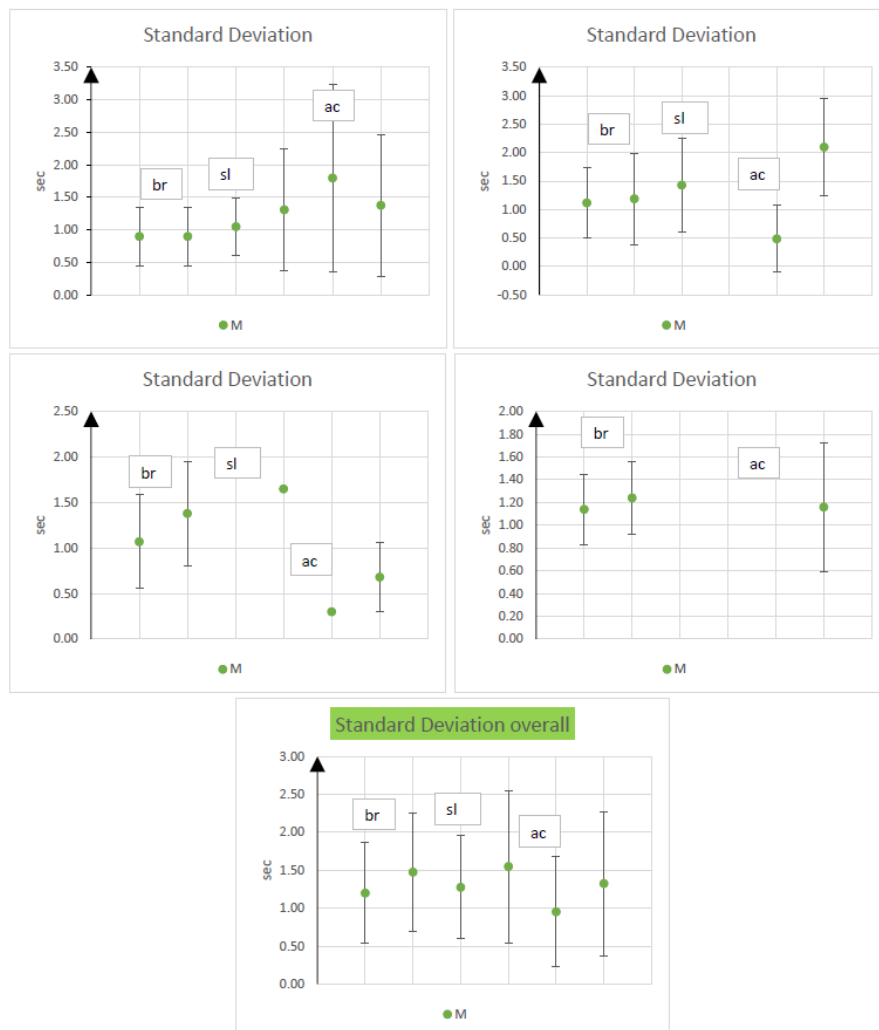 Standard Deviation
3.50
3.00
2.50
2.00
1.50
1.00
0.50
0.00
sec
br
sl
ac
M
Standard Deviation
3.50
3.00
2.50
2.00
1.50
1.00
0.50
0.00
-0.50
sec
br
sl
ac
M
Standard Deviation
2.50
2.00
1.50
1.00
0.50
0.00
sec
br
sl
ac
M
Standard Deviation
2.00
1.80
1.60
1.40
1.20
1.00
0.80
0.60
0.40
0.20
0.00
sec
br
ac
M
Standard Deviation overall
3.00
2.50
2.00
1.50
1.00
0.50
0.00
sec
br
sl
ac
M